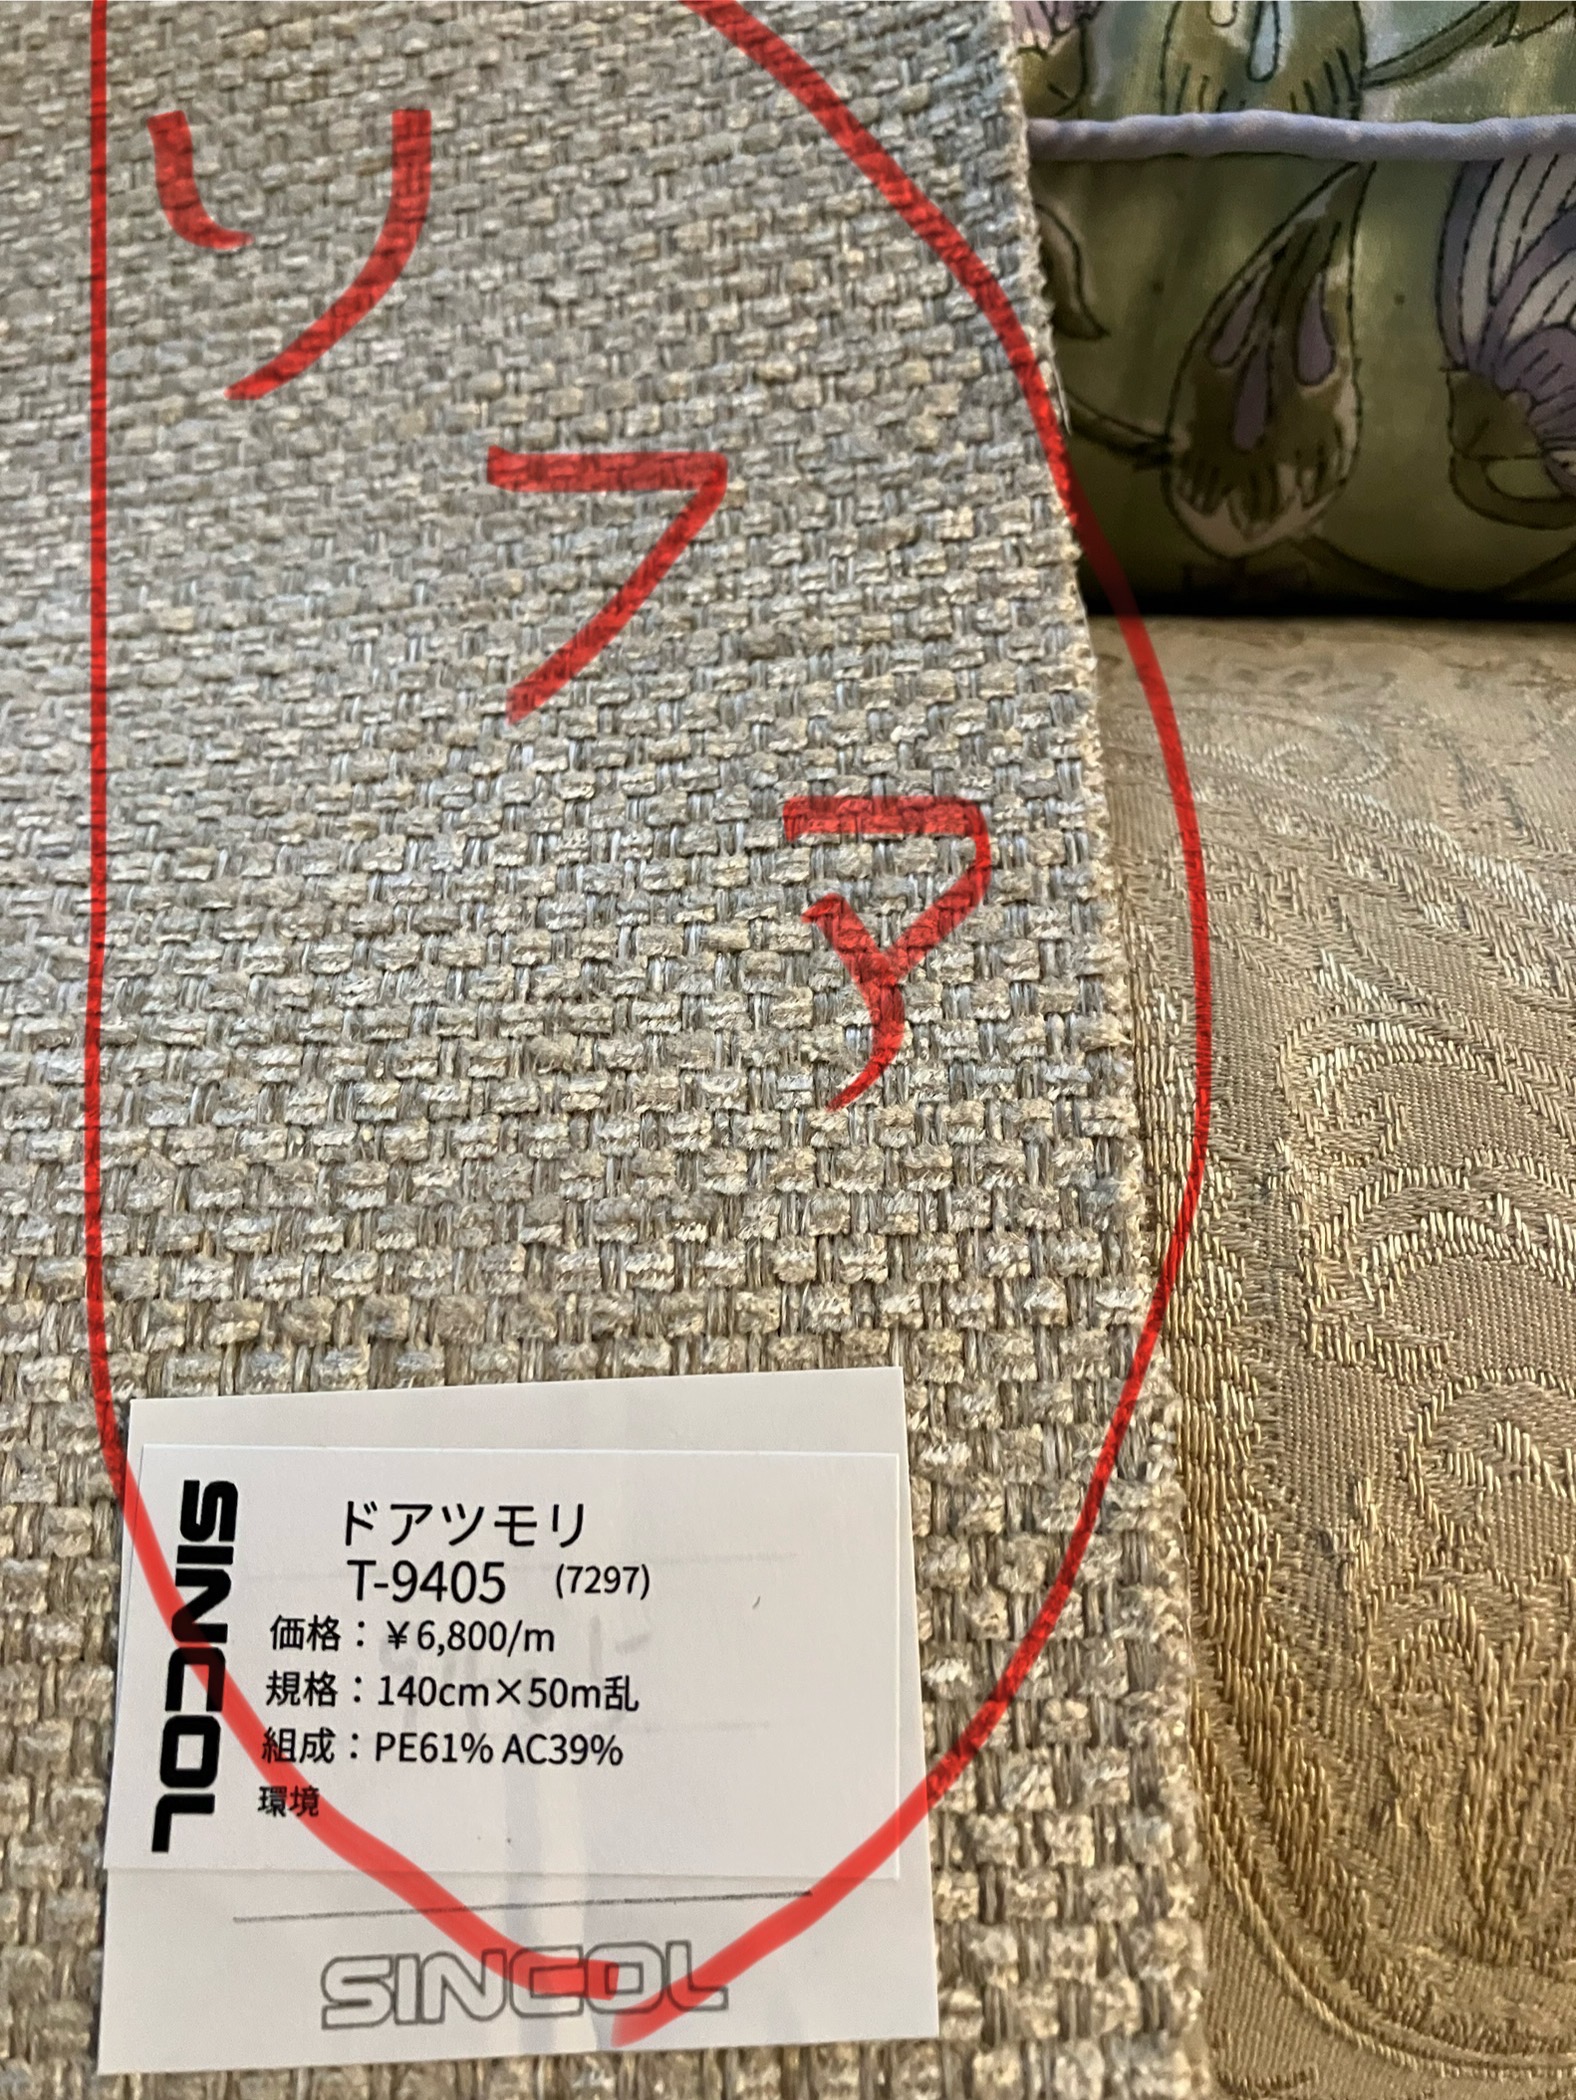 ソファ
SINCOL
ドアツモリ
T-9405 (7297)
価格：￥6,800/m
規格：140cm×50m乱
組成：PE61% AC39%
環境
SINCOL